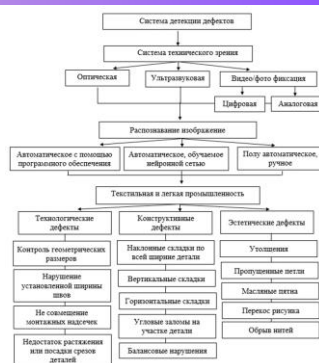 Система детекции дефектов
Система технического зрения
Оптическая
Ультразвуковая
Видео/фото фиксация
Цифровая
Аналоговая
Распознавание изображение
Автоматическое с помощью
програозного обеспечения
Автоматическое, обучаемое
нейронной сетью
Полу автоматическое,
ручное
Текстильная и легкая промышленность
Технологические
дефекты
Конструктивные
дефекты
Эстетические дефекты
Контроль геометрических
размеров
Нарушение
установленной ширины
швов
Не совмещение
монтажных надсечек
Недостаток растяжения
или посадки срезов
деталей
Наклонные складки по
всей ширине детали
Вертикальные складки
Горизонтальные складки
Угловые заломы на
участке детали
Балансовые нарушения
Утолщения
Пропущенные петли
Масляные пятна
Перекос рисунка
Обрыв нитей